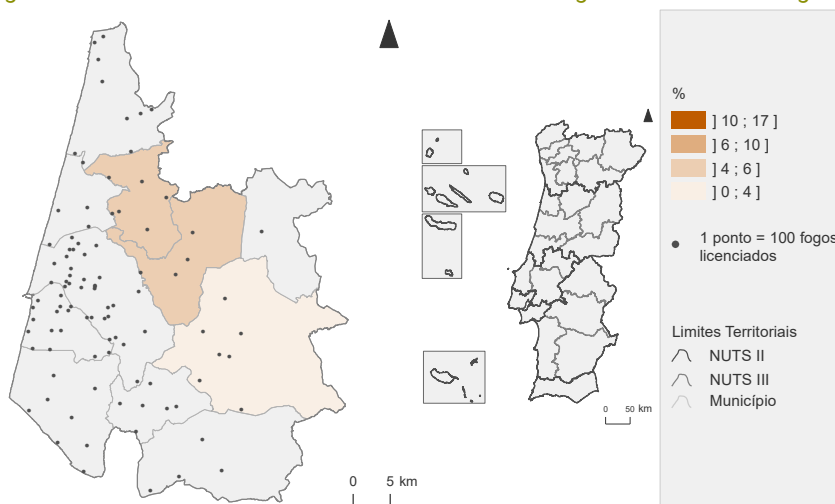 %
] 10 ; 17 ]
] 6 ; 10 ]
] 4 ; 6 ]
] 0 ; 4 ]
1 ponto = 100 fogos
licenciados
Limites Territoriais
NUTS II
NUTS III
Município
0 50 km
0 5 km